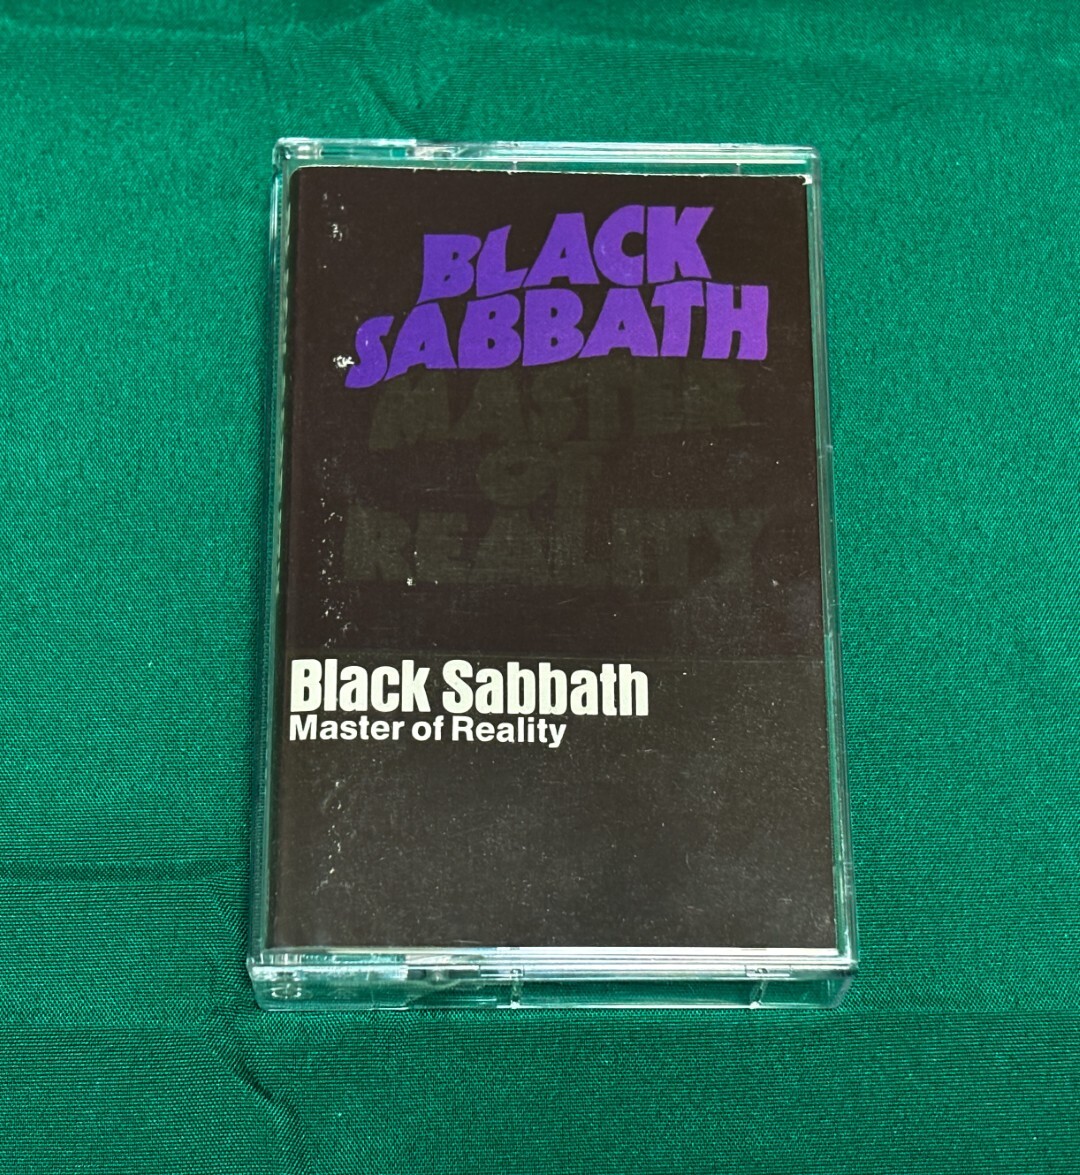 BLACK
SABBATH
MASTER
OF
REALITY
Black Sabbath
Master of Reality